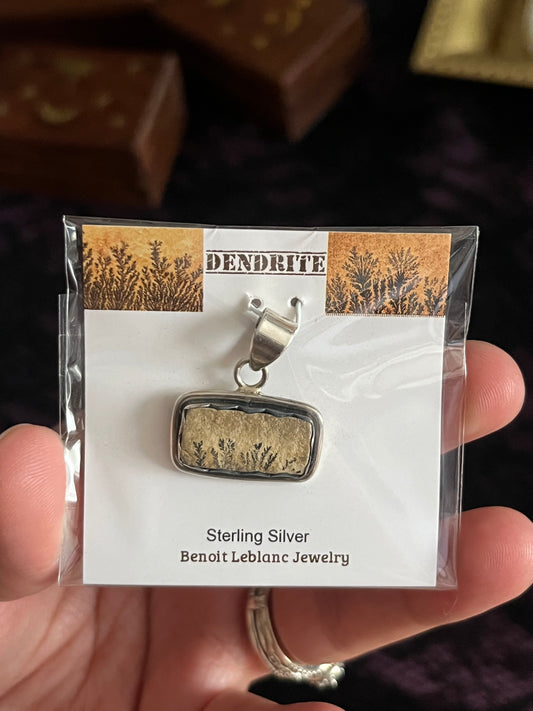 DENDRITE
Sterling Silver
Benoit Leblanc Jewelry